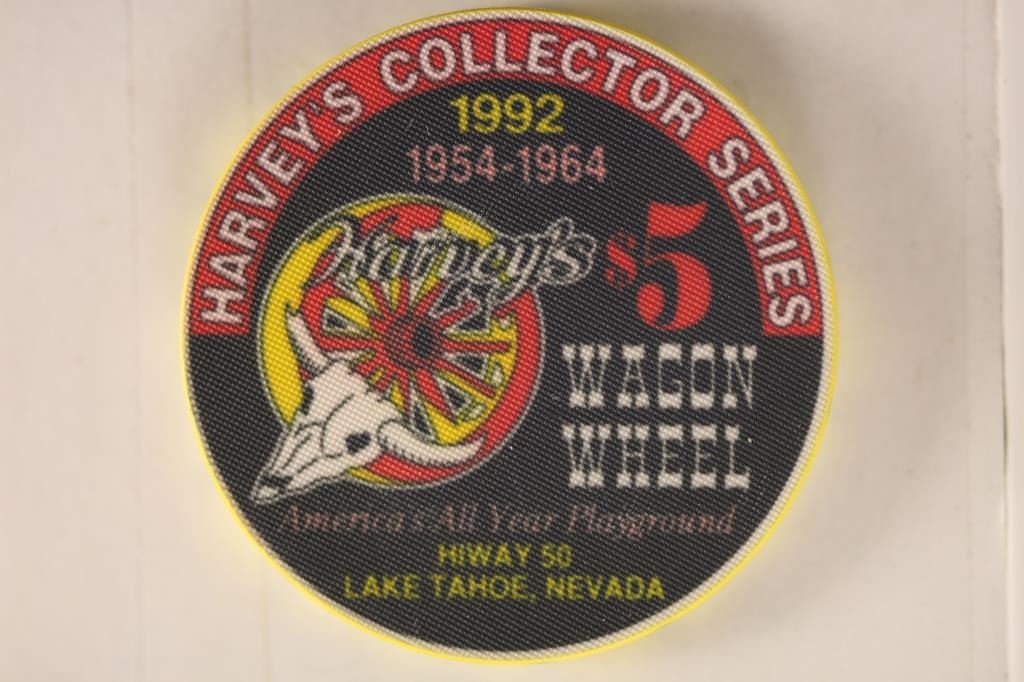 HARVEY'S COLLECTOR SERIES
1992
1954-1964
Harvey's
$5
WAGON
WHEEL
America's All Year Playground
HIWAY 50
LAKE TAHOE, NEVADA